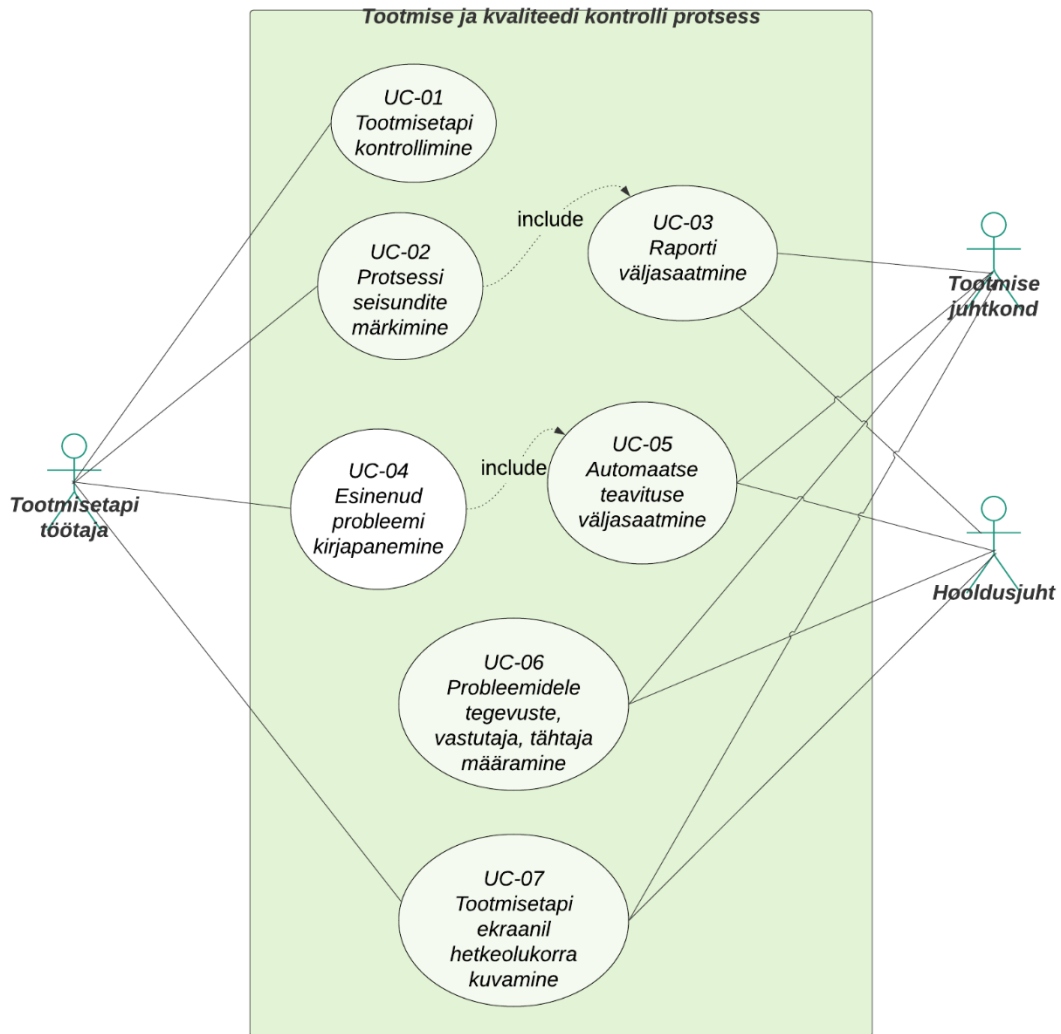 Tootmise ja kvaliteedi kontrolli protsess
UC-01
Tootmisetapi
kontrollimine
UC-02
Protsessi
seisundite
märkimine
include
UC-03
Raporti
väljasaatmine
Tootmise
juhtkond
UC-04
Esinenud
probleemi
kirjapanemine
include
UC-05
Automaatse
teavituse
väljasaatmine
Tootmisetapi
töötaja
Hooldusjuht
UC-06
Probleemidele
tegevuste,
vastutaja, tähtaja
määramine
UC-07
Tootmisetapi
ekraanil
hetkeolukorra
kuvamine